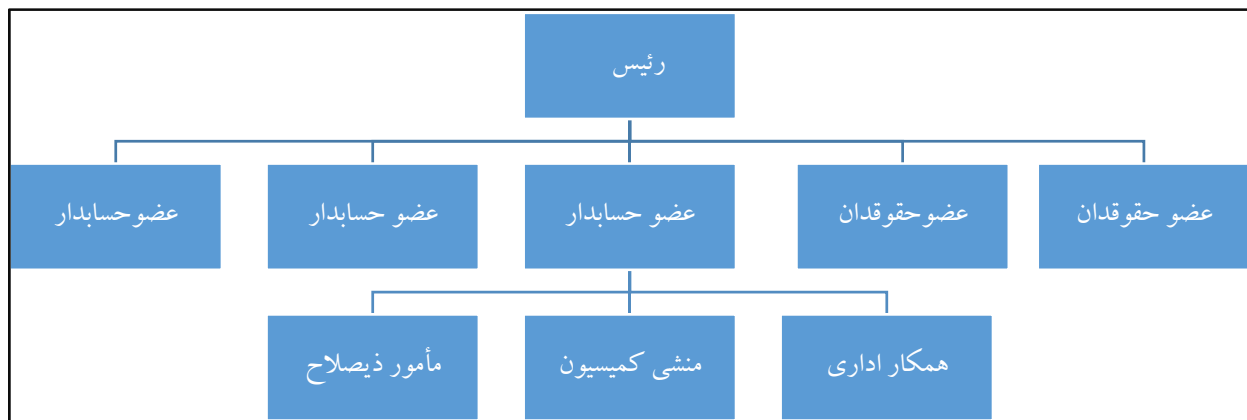 رئیس
عضو حقوقدان
عضوحقوقدان
عضو حسابدار
عضو حسابدار
عضوحسابدار
همکار اداری
منشی کمیسیون
مأمور ذیصلاح